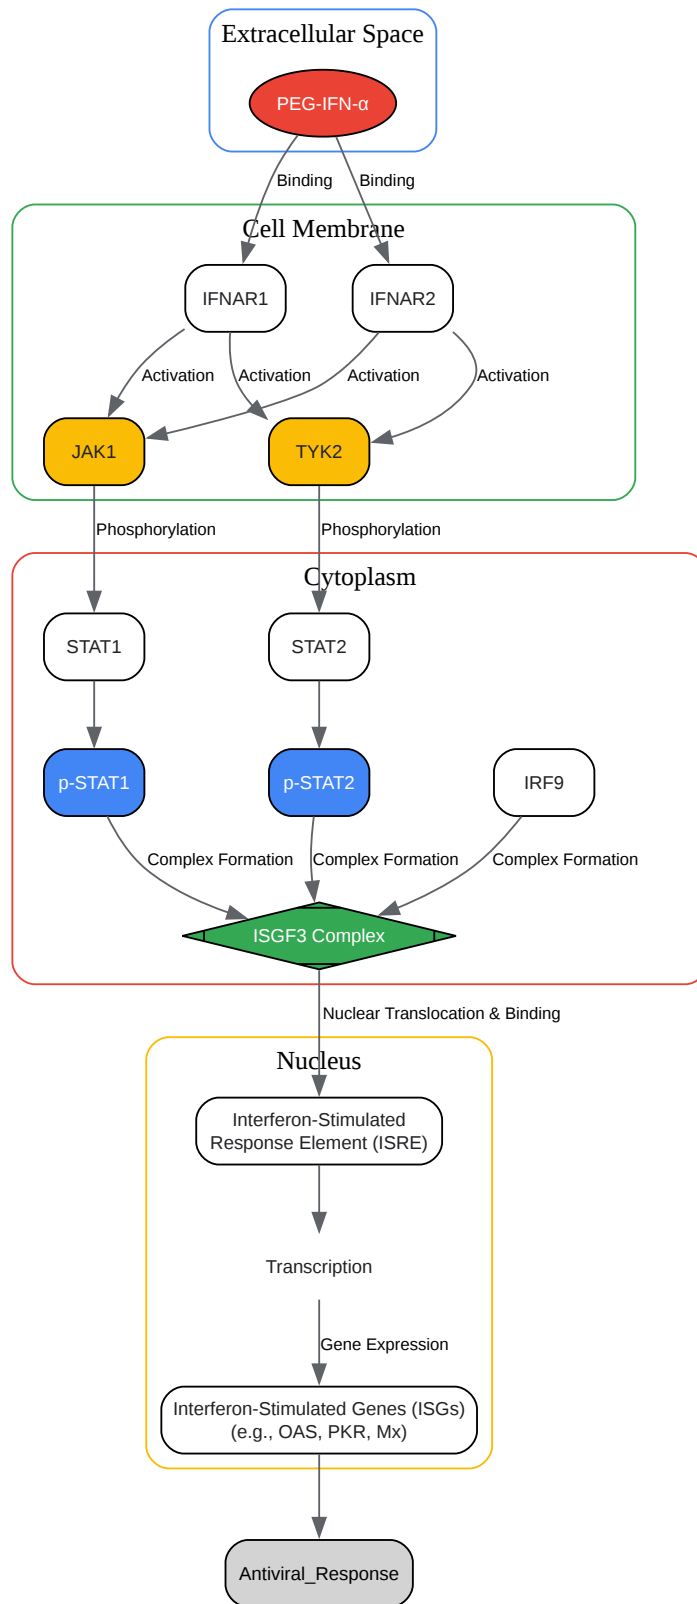 Extracellular Space
PEG-IFN-α
Binding
Binding
Cell Membrane
IFNAR1
IFNAR2
Activation
Activation
Activation
Activation
JAK1
TYK2
Phosphorylation
Phosphorylation
Cytoplasm
STAT1
STAT2
p-STAT1
p-STAT2
IRF9
Complex Formation
Complex Formation
Complex Formation
ISGF3 Complex
Nuclear Translocation & Binding
Nucleus
Interferon-Stimulated
Response Element (ISRE)
Transcription
Gene Expression
Interferon-Stimulated Genes (ISGs)
(e.g., OAS, PKR, Mx)
Antiviral_Response